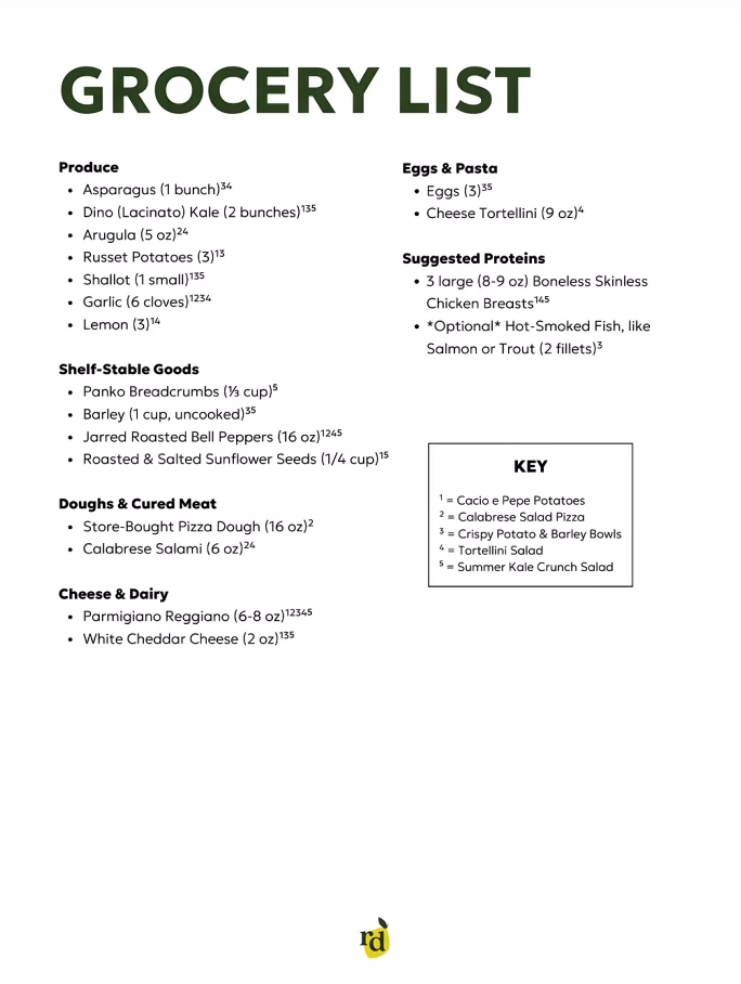 GROCERY LIST
Produce
• Asparagus (1 bunch)³⁴
• Dino (Lacinato) Kale (2 bunches)¹³⁵
• Arugula (5 oz)²⁴
• Russet Potatoes (3)¹³
• Shallot (1 small)¹³⁵
• Garlic (6 cloves)¹²³⁴
• Lemon (3)¹⁴
Shelf-Stable Goods
• Panko Breadcrumbs (⅓ cup)⁵
• Barley (1 cup, uncooked)³⁵
• Jarred Roasted Bell Peppers (16 oz)¹²⁴⁵
• Roasted & Salted Sunflower Seeds (1/4 cup)¹⁵
Doughs & Cured Meat
• Store-Bought Pizza Dough (16 oz)²
• Calabrese Salami (6 oz)²⁴
Cheese & Dairy
• Parmigiano Reggiano (6-8 oz)¹²³⁴⁵
• White Cheddar Cheese (2 oz)¹³⁵
Eggs & Pasta
• Eggs (3)³⁵
• Cheese Tortellini (9 oz)⁴
Suggested Proteins
• 3 large (8-9 oz) Boneless Skinless
Chicken Breasts¹⁴⁵
• *Optional* Hot-Smoked Fish, like
Salmon or Trout (2 fillets)³
KEY
¹ = Cacio e Pepe Potatoes
² = Calabrese Salad Pizza
³ = Crispy Potato & Barley Bowls
⁴ = Tortellini Salad
⁵ = Summer Kale Crunch Salad
rd